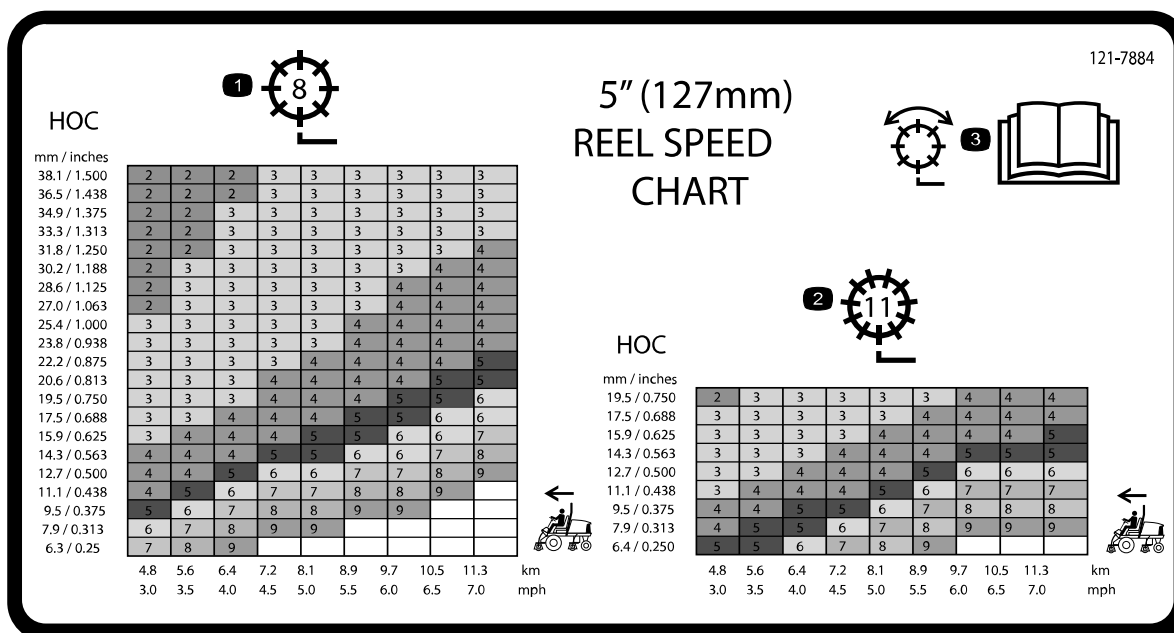 121-7884
5” (127mm)
REEL SPEED
CHART
1
8
HOC
mm / inches
38.1 / 1.500 2 2 2 3 3 3 3 3 3
36.5 / 1.438 2 2 2 3 3 3 3 3 3
34.9 / 1.375 2 2 3 3 3 3 3 3 3
33.3 / 1.313 2 2 3 3 3 3 3 3 3
31.8 / 1.250 2 2 3 3 3 3 3 3 4
30.2 / 1.188 2 3 3 3 3 3 3 4 4
28.6 / 1.125 2 3 3 3 3 3 4 4 4
27.0 / 1.063 2 3 3 3 3 3 4 4 4
25.4 / 1.000 3 3 3 3 3 4 4 4 4
23.8 / 0.938 3 3 3 3 3 4 4 4 4
22.2 / 0.875 3 3 3 3 4 4 4 4 5
20.6 / 0.813 3 3 3 4 4 4 4 5 5
19.5 / 0.750 3 3 3 4 4 4 5 5 6
17.5 / 0.688 3 3 4 4 4 5 5 6 6
15.9 / 0.625 3 4 4 4 5 5 6 6 7
14.3 / 0.563 4 4 4 5 5 6 6 7 8
12.7 / 0.500 4 4 5 6 6 7 7 8 9
11.1 / 0.438 4 5 6 7 7 8 8 9
9.5 / 0.375 5 6 7 8 8 9 9
7.9 / 0.313 6 7 8 9 9
6.3 / 0.25 7 8 9
4.8 5.6 6.4 7.2 8.1 8.9 9.7 10.5 11.3 km
3.0 3.5 4.0 4.5 5.0 5.5 6.0 6.5 7.0 mph
3
2
11
HOC
mm / inches
19.5 / 0.750 2 3 3 3 3 3 4 4 4
17.5 / 0.688 3 3 3 3 3 4 4 4 4
15.9 / 0.625 3 3 3 3 4 4 4 4 5
14.3 / 0.563 3 3 3 4 4 4 5 5 5
12.7 / 0.500 3 3 4 4 4 5 6 6 6
11.1 / 0.438 3 4 4 4 5 6 7 7 7
9.5 / 0.375 4 4 5 5 6 7 8 8 8
7.9 / 0.313 4 5 5 6 7 8 9 9 9
6.4 / 0.250 5 5 6 7 8 9
4.8 5.6 6.4 7.2 8.1 8.9 9.7 10.5 11.3 km
3.0 3.5 4.0 4.5 5.0 5.5 6.0 6.5 7.0 mph